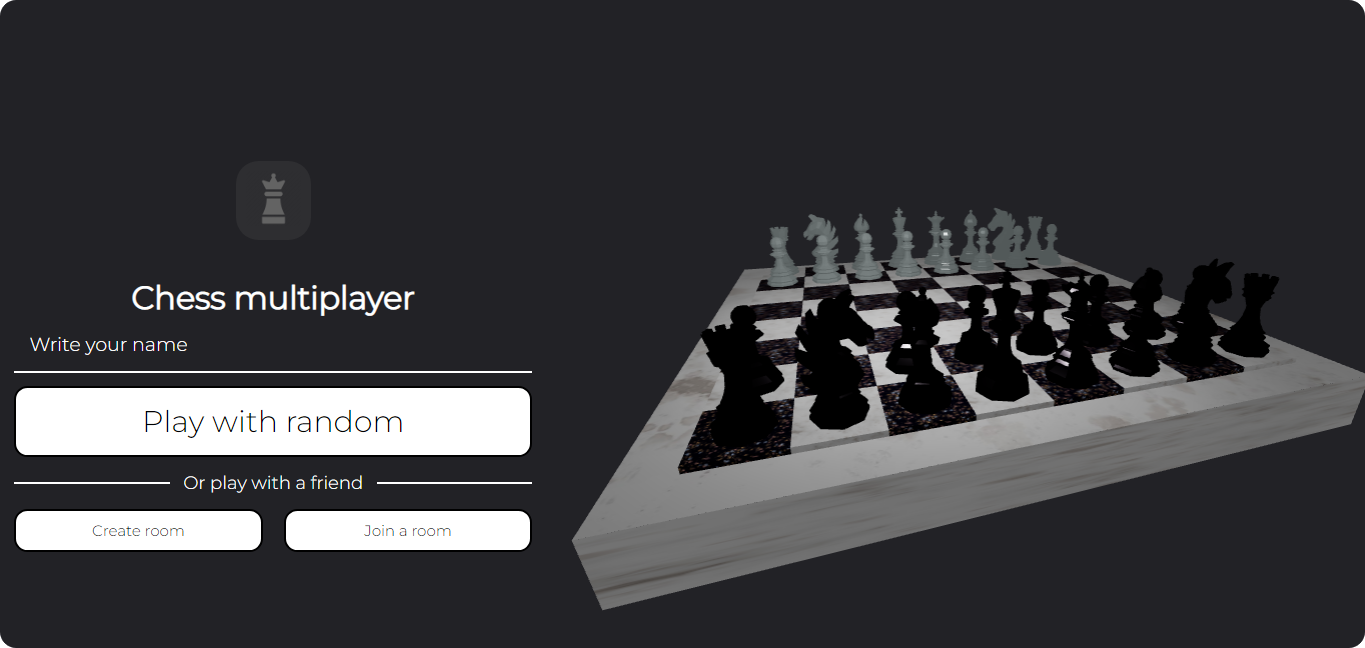 Chess multiplayer
Write your name
Play with random
Or play with a friend
Create room
Join a room